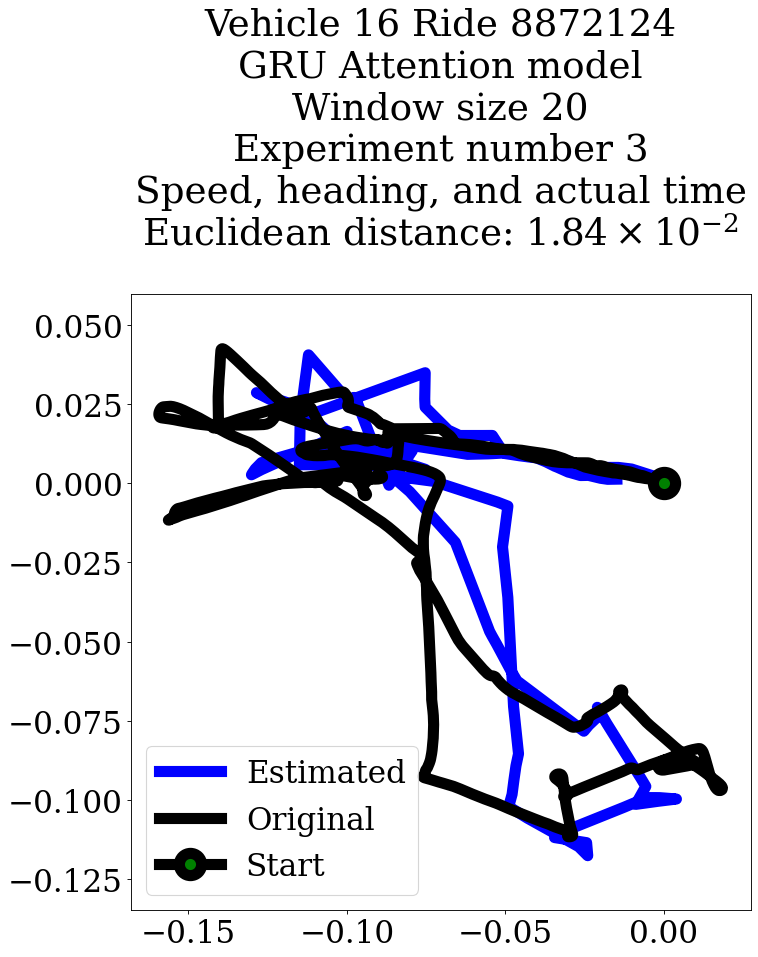 Vehicle 16 Ride 8872124
GRU Attention model
Window size 20
Experiment number 3
Speed, heading, and actual time
Euclidean distance: 1.84 × 10⁻²
0.050
0.025
0.000
−0.025
−0.050
−0.075
−0.100
−0.125
Estimated
Original
Start
−0.15 −0.10 −0.05 0.00